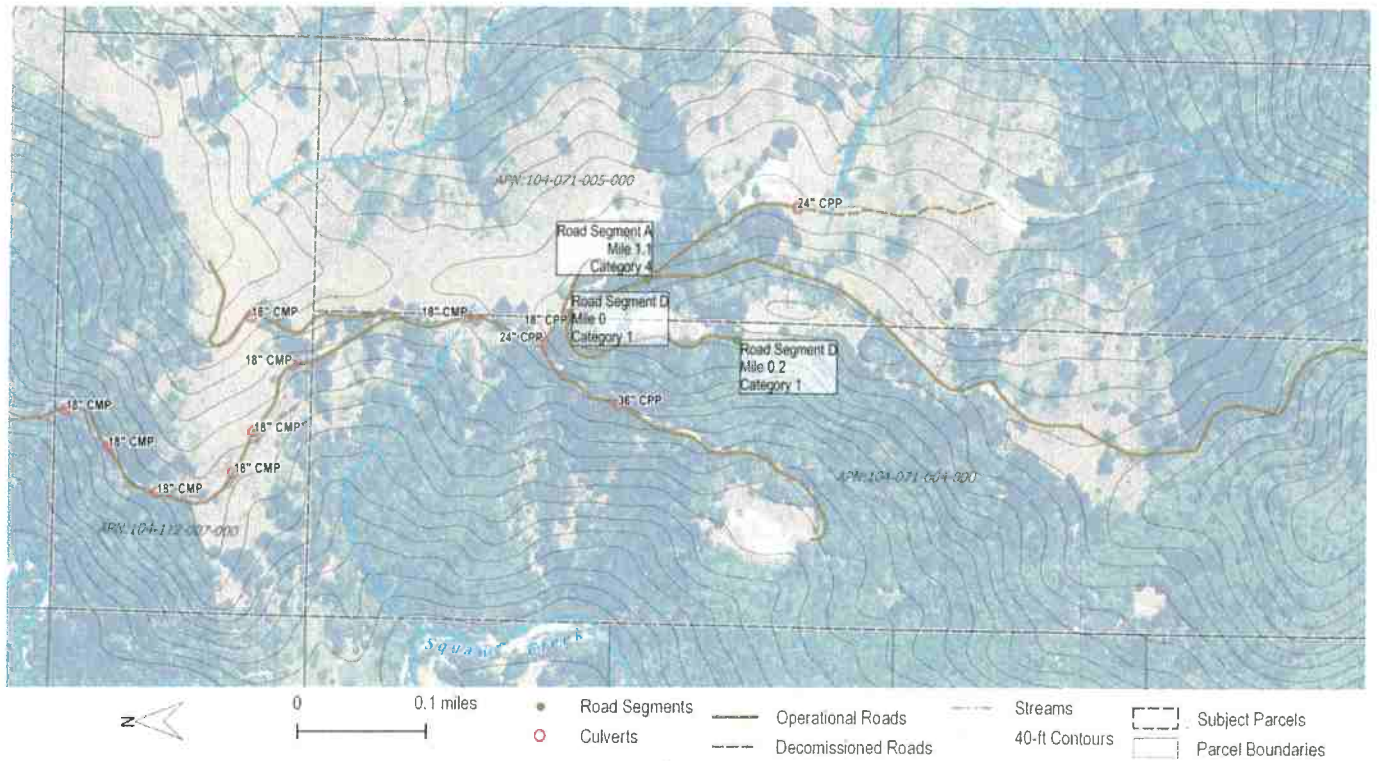 APN:104-071-005-000
24" CPP
Road Segment A
Mile 1.1
Category 4
18" CMP
18" CMP
18" CPP
Road Segment D
Mile 0
Category 1
24" CPP
Road Segment D
Mile 0.2
Category 1
18" CMP
36" CPP
18" CMP
18" CMP
18" CMP
18" CMP
18" CMP
APN:104-071-004-000
APN:104-112-007-000
Squaw Creek
N
0
0.1 miles
Road Segments
Culverts
Operational Roads
Decomissioned Roads
Streams
40-ft Contours
Subject Parcels
Parcel Boundaries